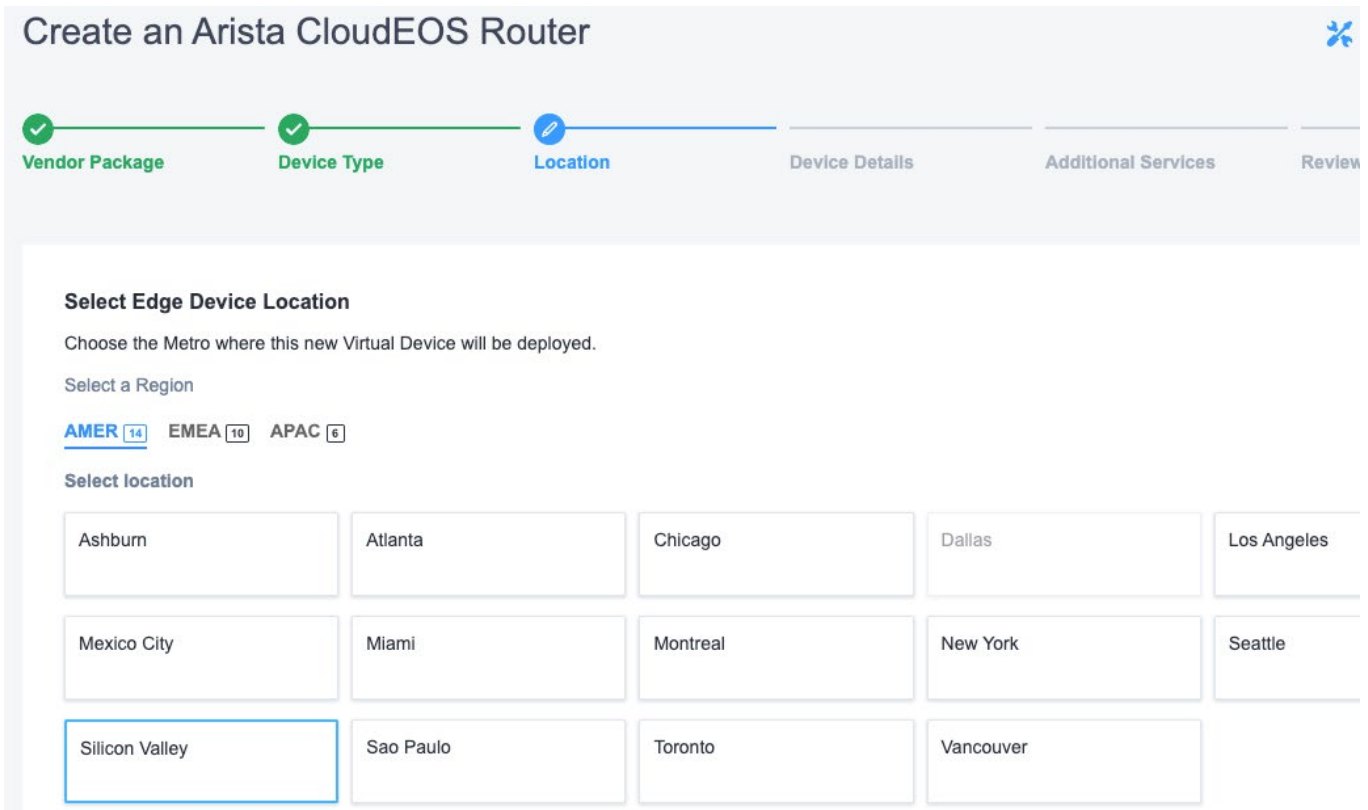 Create an Arista CloudEOS Router
Vendor Package Device Type Location Device Details Additional Services Review
Select Edge Device Location
Choose the Metro where this new Virtual Device will be deployed.
Select a Region
AMER 14 EMEA 10 APAC 6
Select location
Ashburn Atlanta Chicago Dallas Los Angeles
Mexico City Miami Montreal New York Seattle
Silicon Valley Sao Paulo Toronto Vancouver